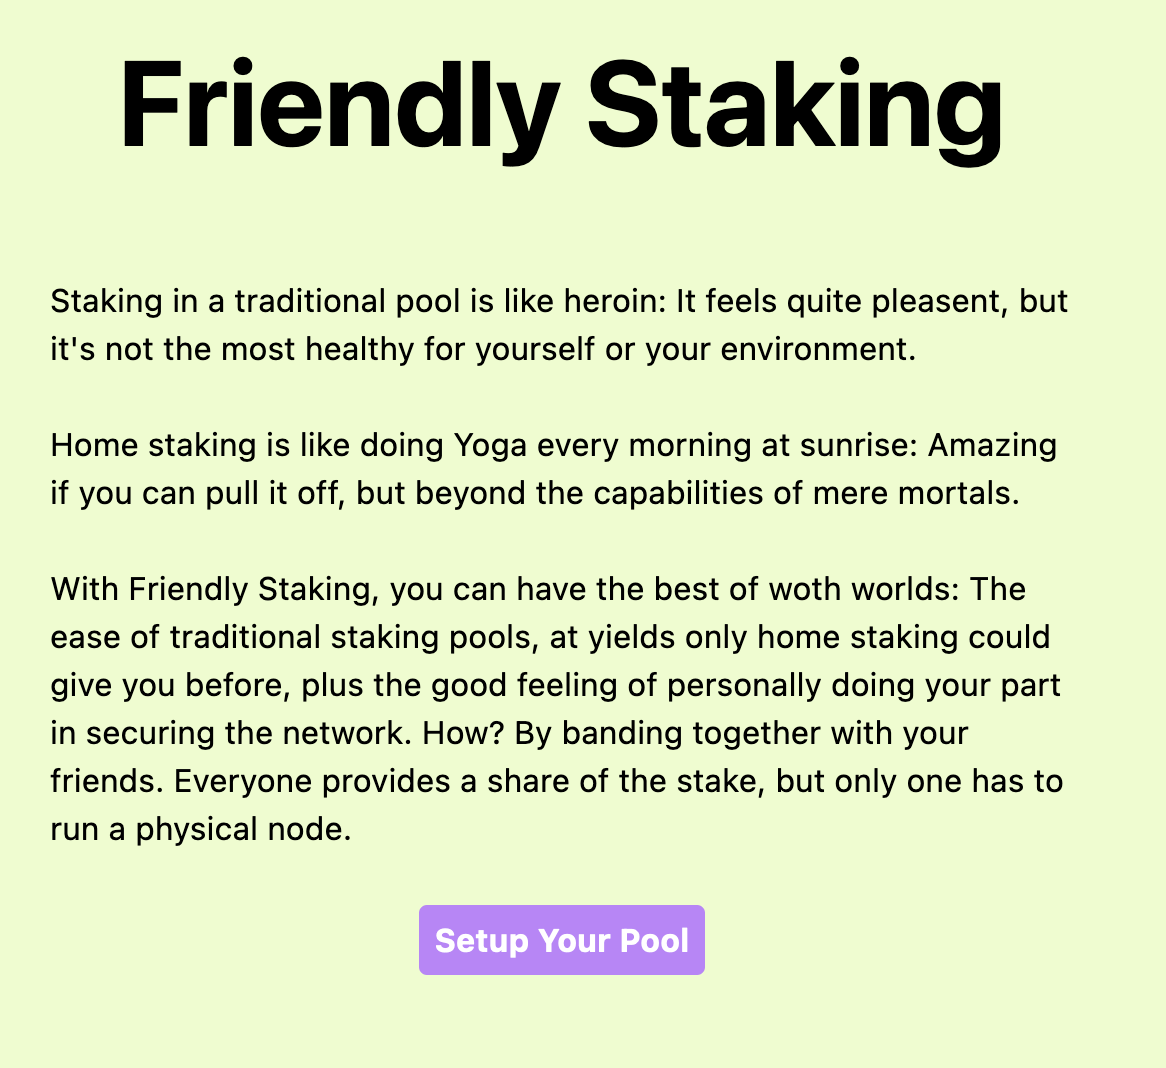 Friendly Staking
Staking in a traditional pool is like heroin: It feels quite pleasent, but
it's not the most healthy for yourself or your environment.
Home staking is like doing Yoga every morning at sunrise: Amazing
if you can pull it off, but beyond the capabilities of mere mortals.
With Friendly Staking, you can have the best of woth worlds: The
ease of traditional staking pools, at yields only home staking could
give you before, plus the good feeling of personally doing your part
in securing the network. How? By banding together with your
friends. Everyone provides a share of the stake, but only one has to
run a physical node.
Setup Your Pool